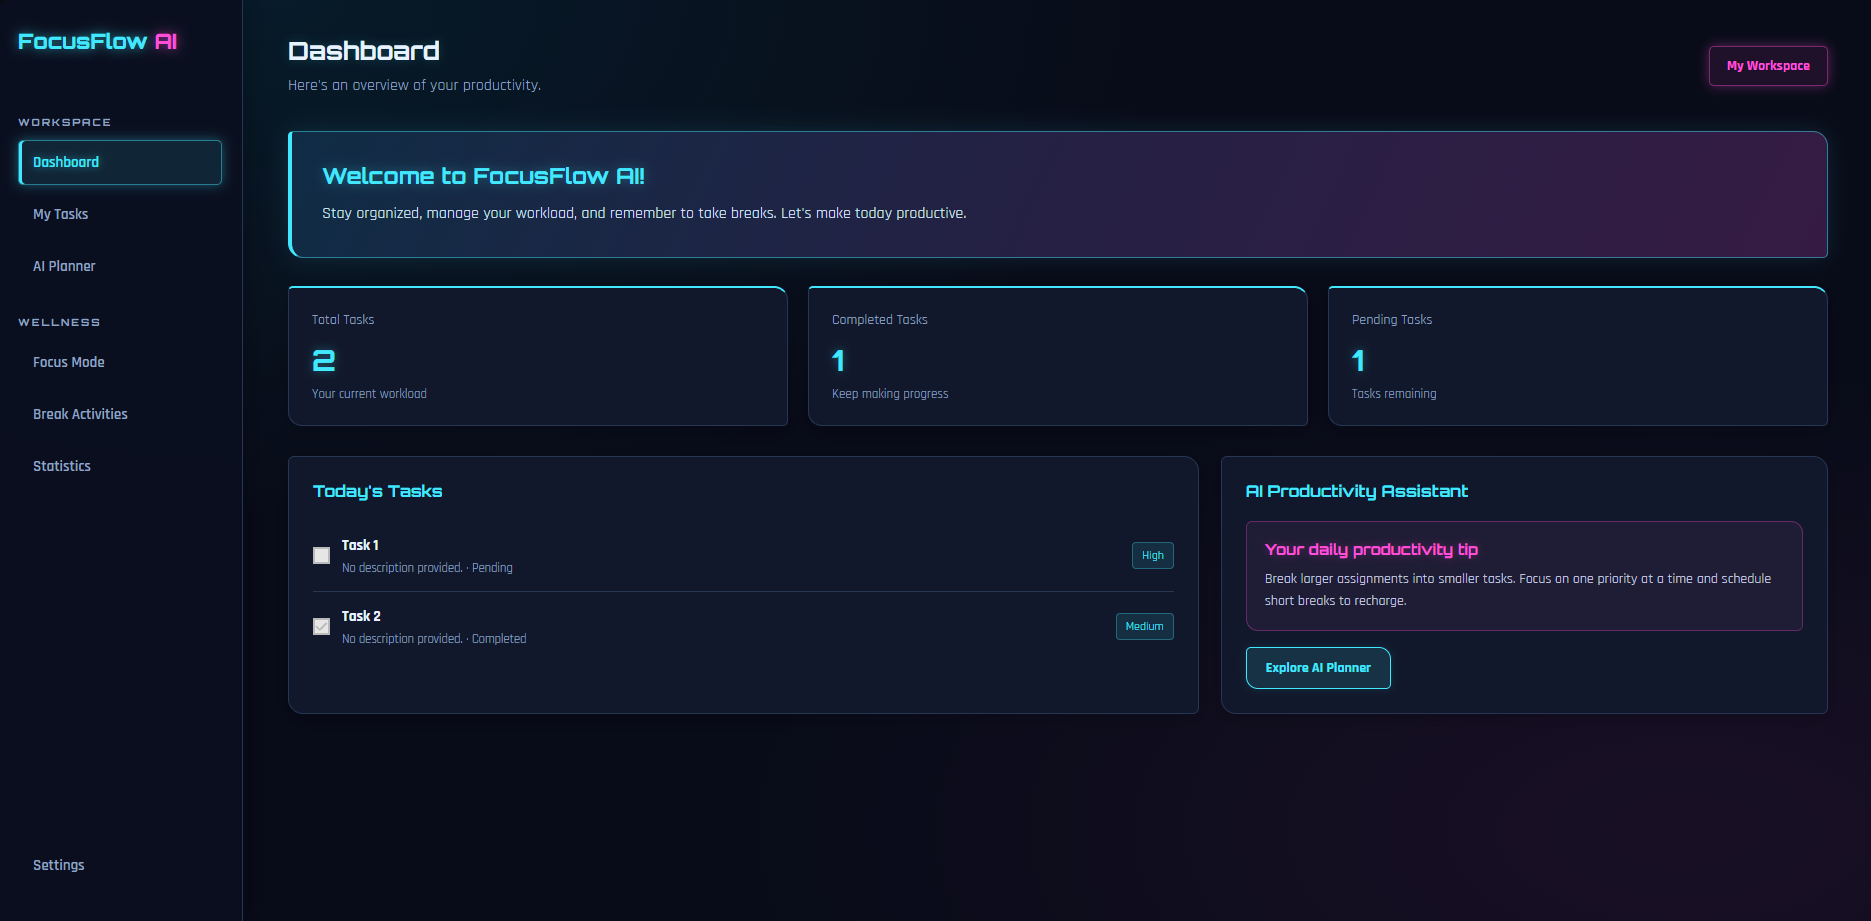 FocusFlow AI
WORKSPACE
Dashboard
My Tasks
AI Planner
WELLNESS
Focus Mode
Break Activities
Statistics
Settings
Dashboard
Here's an overview of your productivity.
My Workspace
Welcome to FocusFlow AI!
Stay organized, manage your workload, and remember to take breaks. Let's make today productive.
Total Tasks
2
Your current workload
Completed Tasks
1
Keep making progress
Pending Tasks
1
Tasks remaining
Today's Tasks
Task 1
No description provided. · Pending
High
Task 2
No description provided. · Completed
Medium
AI Productivity Assistant
Your daily productivity tip
Break larger assignments into smaller tasks. Focus on one priority at a time and schedule
short breaks to recharge.
Explore AI Planner